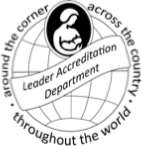 around the corner • across the country •
Leader Accreditation
Department
throughout the world •